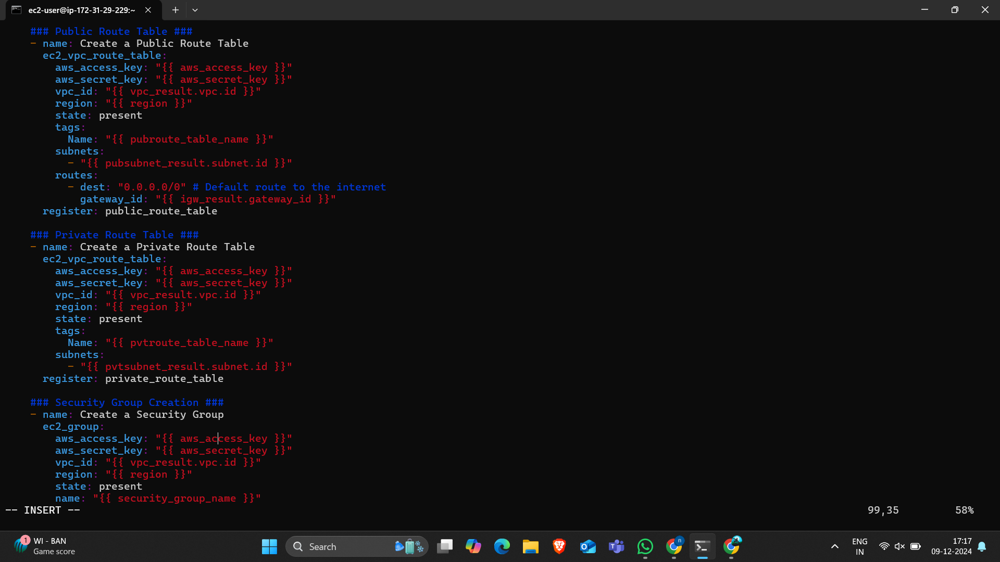 ec2-user@ip-172-31-29-229:~
### Public Route Table ###
- name: Create a Public Route Table
ec2_vpc_route_table:
aws_access_key: "{{ aws_access_key }}"
aws_secret_key: "{{ aws_secret_key }}"
vpc_id: "{{ vpc_result.vpc.id }}"
region: "{{ region }}"
state: present
tags:
Name: "{{ pubroute_table_name }}"
subnets:
- "{{ pubsubnet_result.subnet.id }}"
routes:
- dest: "0.0.0.0/0" # Default route to the internet
gateway_id: "{{ igw_result.gateway_id }}"
register: public_route_table
### Private Route Table ###
- name: Create a Private Route Table
ec2_vpc_route_table:
aws_access_key: "{{ aws_access_key }}"
aws_secret_key: "{{ aws_secret_key }}"
vpc_id: "{{ vpc_result.vpc.id }}"
region: "{{ region }}"
state: present
tags:
Name: "{{ pvtroute_table_name }}"
subnets:
- "{{ pvtsubnet_result.subnet.id }}"
register: private_route_table
### Security Group Creation ###
- name: Create a Security Group
ec2_group:
aws_access_key: "{{ aws_access_key }}"
aws_secret_key: "{{ aws_secret_key }}"
vpc_id: "{{ vpc_result.vpc.id }}"
region: "{{ region }}"
state: present
name: "{{ security_group_name }}"
-- INSERT -- 99,35 58%
1 WI - BAN
Game score
Search
n
ENG
IN
17:17
09-12-2024